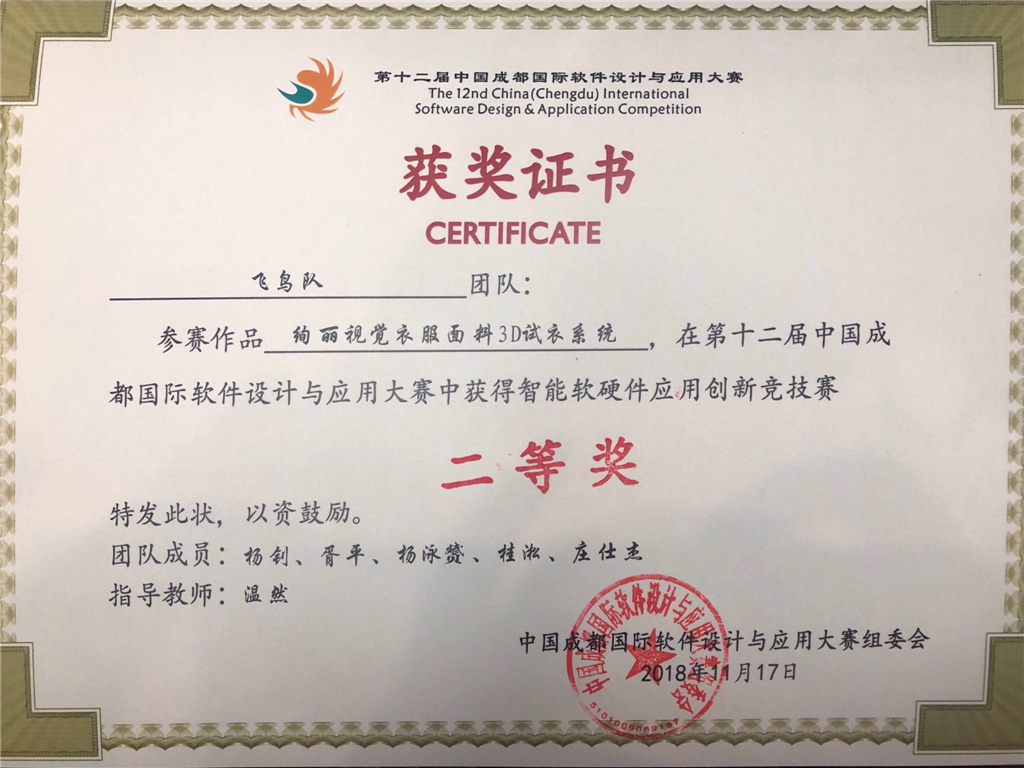 第十二届中国成都国际软件设计与应用大赛
The 12nd China(Chengdu) International
Software Design & Application Competition
获奖证书
CERTIFICATE
飞鸟队团队：
参赛作品 绚丽视觉衣服面料3D试衣系统，在第十二届中国成
都国际软件设计与应用大赛中获得智能软硬件应用创新竞技赛
二等奖
特发此状，以资鼓励。
团队成员：杨钊、胥平、杨泳赟、桂淞、庄仕杰
指导教师：温然
中国成都国际软件设计与应用大赛组委会
2018年11月17日